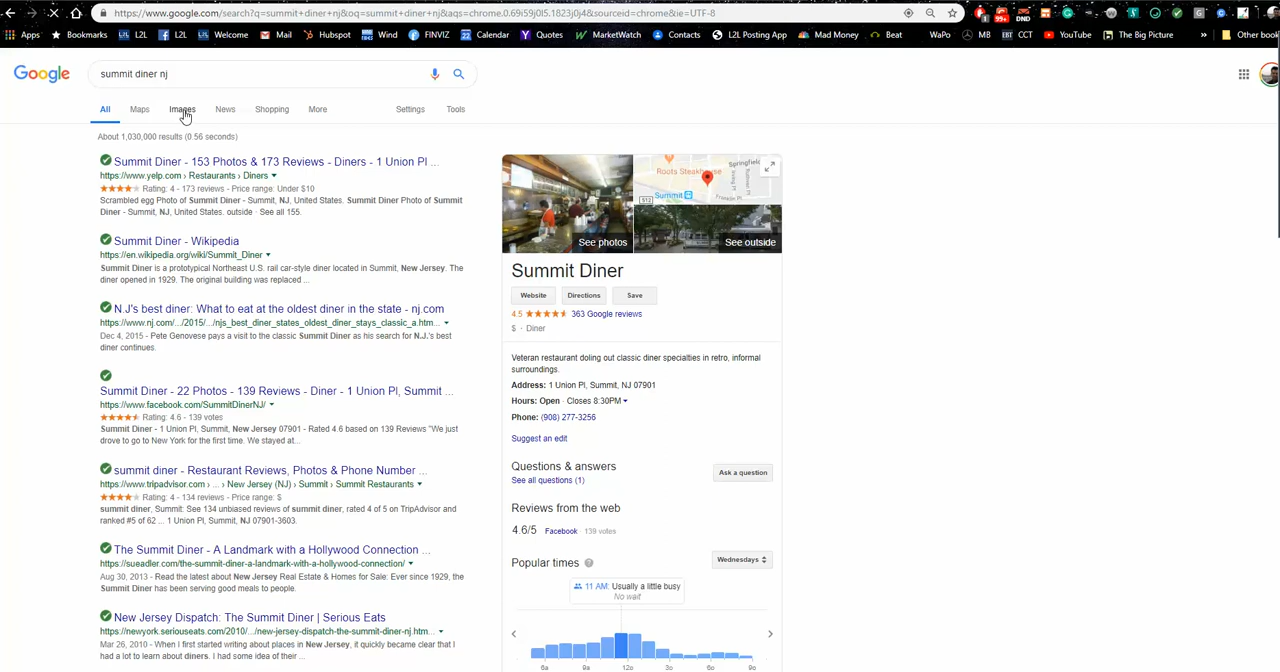 https://www.google.com/search?q=summit+diner+nj&oq=summit+diner+nj&aqs=chrome.0.69i59j0l5.1823j0j4&sourceid=chrome&ie=UTF-8
99+ DND
Apps Bookmarks L2L L2L Welcome Mail Hubspot Wind FINVIZ Calendar Quotes MarketWatch Contacts L2L Posting App Mad Money Beat WaPo MB CCT YouTube The Big Picture » Other book
Google
summit diner nj
All Maps Images News Shopping More Settings Tools
About 1,030,000 results (0.56 seconds)
Summit Diner - 153 Photos & 173 Reviews - Diners - 1 Union Pl ...
https://www.yelp.com › Restaurants › Diners
Rating: 4 - 173 reviews - Price range: Under $10
Scrambled egg Photo of Summit Diner - Summit, NJ, United States. Summit Diner Photo of Summit
Diner - Summit, NJ, United States. outside · See all 155.
Summit Diner - Wikipedia
https://en.wikipedia.org/wiki/Summit_Diner
Summit Diner is a prototypical Northeast U.S. rail car-style diner located in Summit, New Jersey. The
diner opened in 1929. The original building was replaced ...
N.J's best diner: What to eat at the oldest diner in the state - nj.com
https://www.nj.com/.../2015/.../njs_best_diner_states_oldest_diner_stays_classic_a.htm...
Dec 4, 2015 - Pete Genovese pays a visit to the classic Summit Diner as his search for N.J.'s best
diner continues.
Summit Diner - 22 Photos - 139 Reviews - Diner - 1 Union Pl, Summit ...
https://www.facebook.com/SummitDinerNJ/
Rating: 4.6 - 139 votes
Summit Diner - 1 Union Pl, Summit, New Jersey 07901 - Rated 4.6 based on 139 Reviews "We just
drove to go to New York for the first time. We stayed at...
summit diner - Restaurant Reviews, Photos & Phone Number ...
https://www.tripadvisor.com › ... › New Jersey (NJ) › Summit › Summit Restaurants
Rating: 4 - 134 reviews - Price range: $
summit diner, Summit: See 134 unbiased reviews of summit diner, rated 4 of 5 on TripAdvisor and
ranked #5 of 62 ... 1 Union Pl, Summit, NJ 07901-3603.
The Summit Diner - A Landmark with a Hollywood Connection ...
https://sueadler.com/the-summit-diner-a-landmark-with-a-hollywood-connection/
Aug 30, 2013 - Read the latest about New Jersey Real Estate & Homes for Sale: Ever since 1929, the
Summit Diner has been serving good meals to people.
New Jersey Dispatch: The Summit Diner | Serious Eats
https://newyork.seriouseats.com/2010/.../new-jersey-dispatch-the-summit-diner-nj.htm...
Mar 26, 2010 - When I first started writing about places in New Jersey, it quickly became clear that I
had a lot to learn about diners. I had some idea of their ...
Roots Steakhouse
Springfield
Summit
512
See photos
See outside
Summit Diner
Website Directions Save
4.5 363 Google reviews
$ · Diner
Veteran restaurant doling out classic diner specialties in retro, informal
surroundings.
Address: 1 Union Pl, Summit, NJ 07901
Hours: Open · Closes 8:30PM
Phone: (908) 277-3256
Suggest an edit
Questions & answers
See all questions (1)
Ask a question
Reviews from the web
4.6/5 Facebook · 139 votes
Popular times
Wednesdays
11 AM: Usually a little busy
No wait
6a 9a 12p 3p 6p 9p